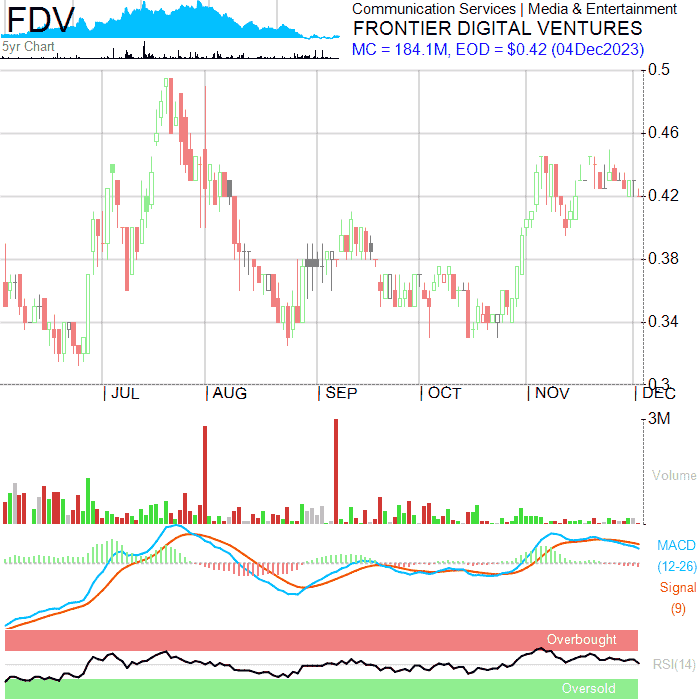 FDV
5yr Chart
Communication Services | Media & Entertainment
FRONTIER DIGITAL VENTURES
MC = 184.1M, EOD = $0.42 (04Dec2023)
0.5
0.46
0.42
0.38
0.34
0.3
JUL AUG SEP OCT NOV DEC
3M
Volume
MACD
(12-26)
Signal
(9)
Overbought
RSI(14)
Oversold